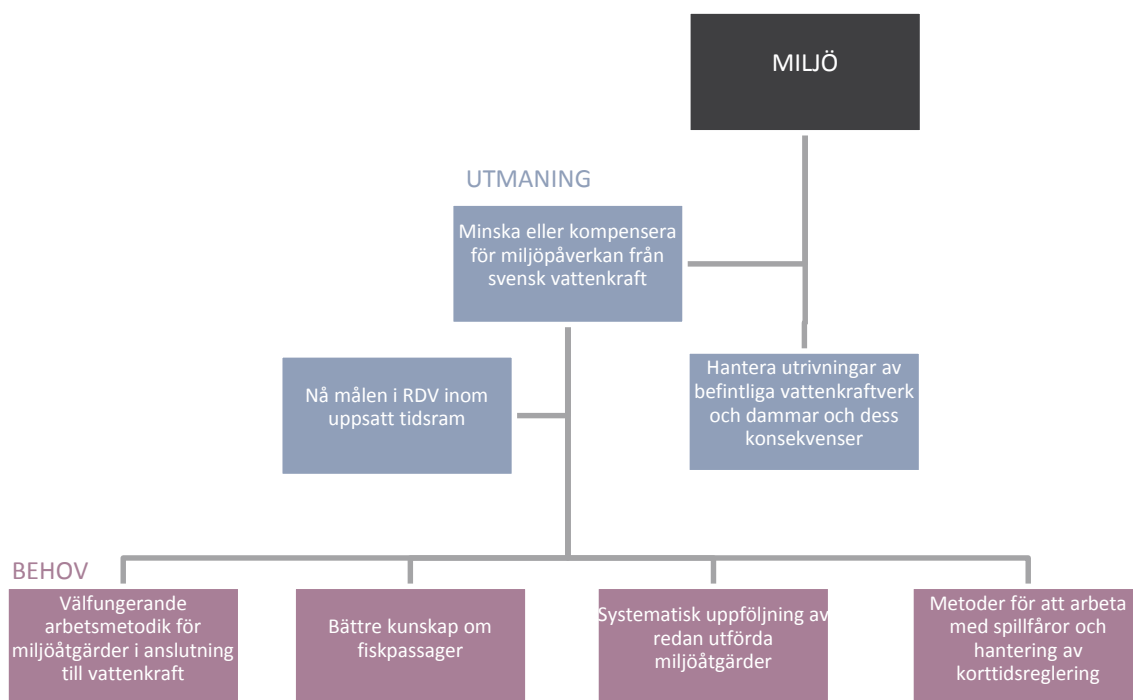 MILJÖ
UTMANING
Minska eller kompensera
för miljöpåverkan från
svensk vattenkraft
Nå målen i RDV inom
uppsatt tidsram
Hantera utrivningar av
befintliga vattenkraftverk
och dammar och dess
konsekvenser
BEHOV
Välfungerande
arbetsmetodik för
miljöåtgärder i anslutning
till vattenkraft
Bättre kunskap om
fiskpassager
Systematisk uppföljning av
redan utförda
miljöåtgärder
Metoder för att arbeta
med spillfåror och
hantering av
korttidsreglering